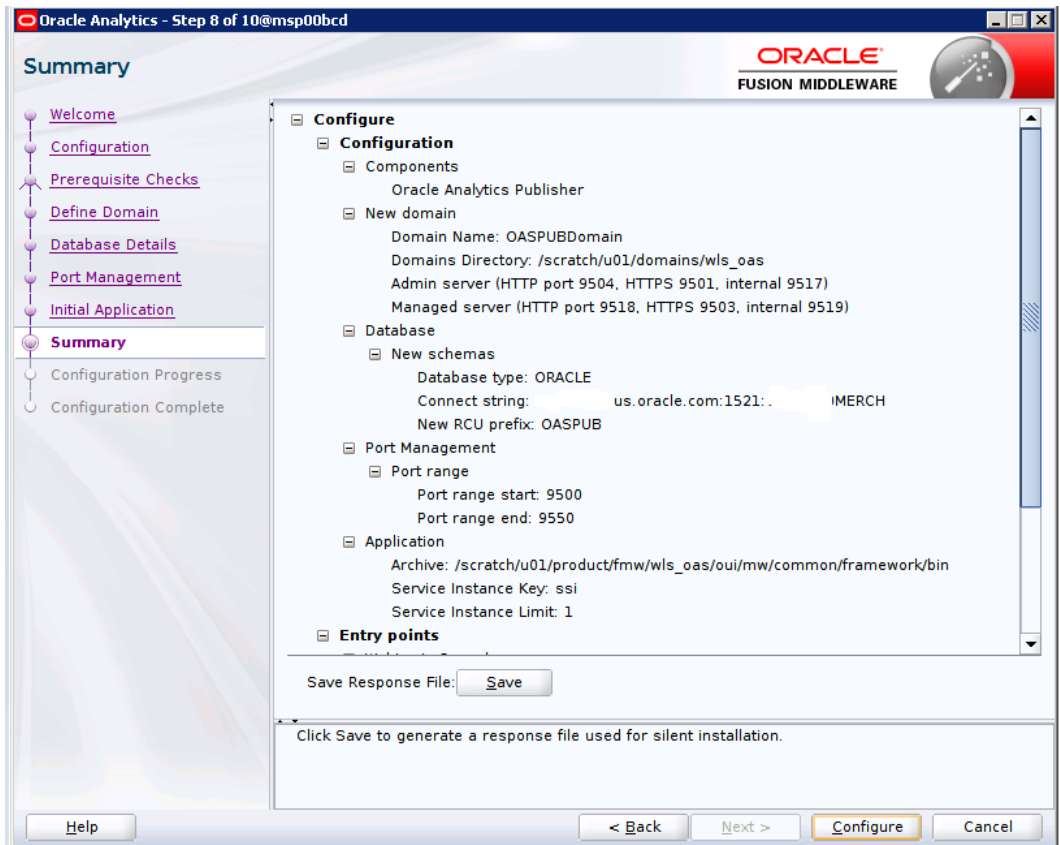 Oracle Analytics - Step 8 of 10@msp00bcd
Summary
ORACLE
FUSION MIDDLEWARE
Welcome
Configuration
Prerequisite Checks
Define Domain
Database Details
Port Management
Initial Application
Summary
Configuration Progress
Configuration Complete
Configure
Configuration
Components
Oracle Analytics Publisher
New domain
Domain Name: OASPUBDomain
Domains Directory: /scratch/u01/domains/wls_oas
Admin server (HTTP port 9504, HTTPS 9501, internal 9517)
Managed server (HTTP port 9518, HTTPS 9503, internal 9519)
Database
New schemas
Database type: ORACLE
Connect string: us.oracle.com:1521: MERCH
New RCU prefix: OASPUB
Port Management
Port range
Port range start: 9500
Port range end: 9550
Application
Archive: /scratch/u01/product/fmw/wls_oas/oui/mw/common/framework/bin
Service Instance Key: ssi
Service Instance Limit: 1
Entry points
Save Response File: Save
Click Save to generate a response file used for silent installation.
Help < Back Next > Configure Cancel